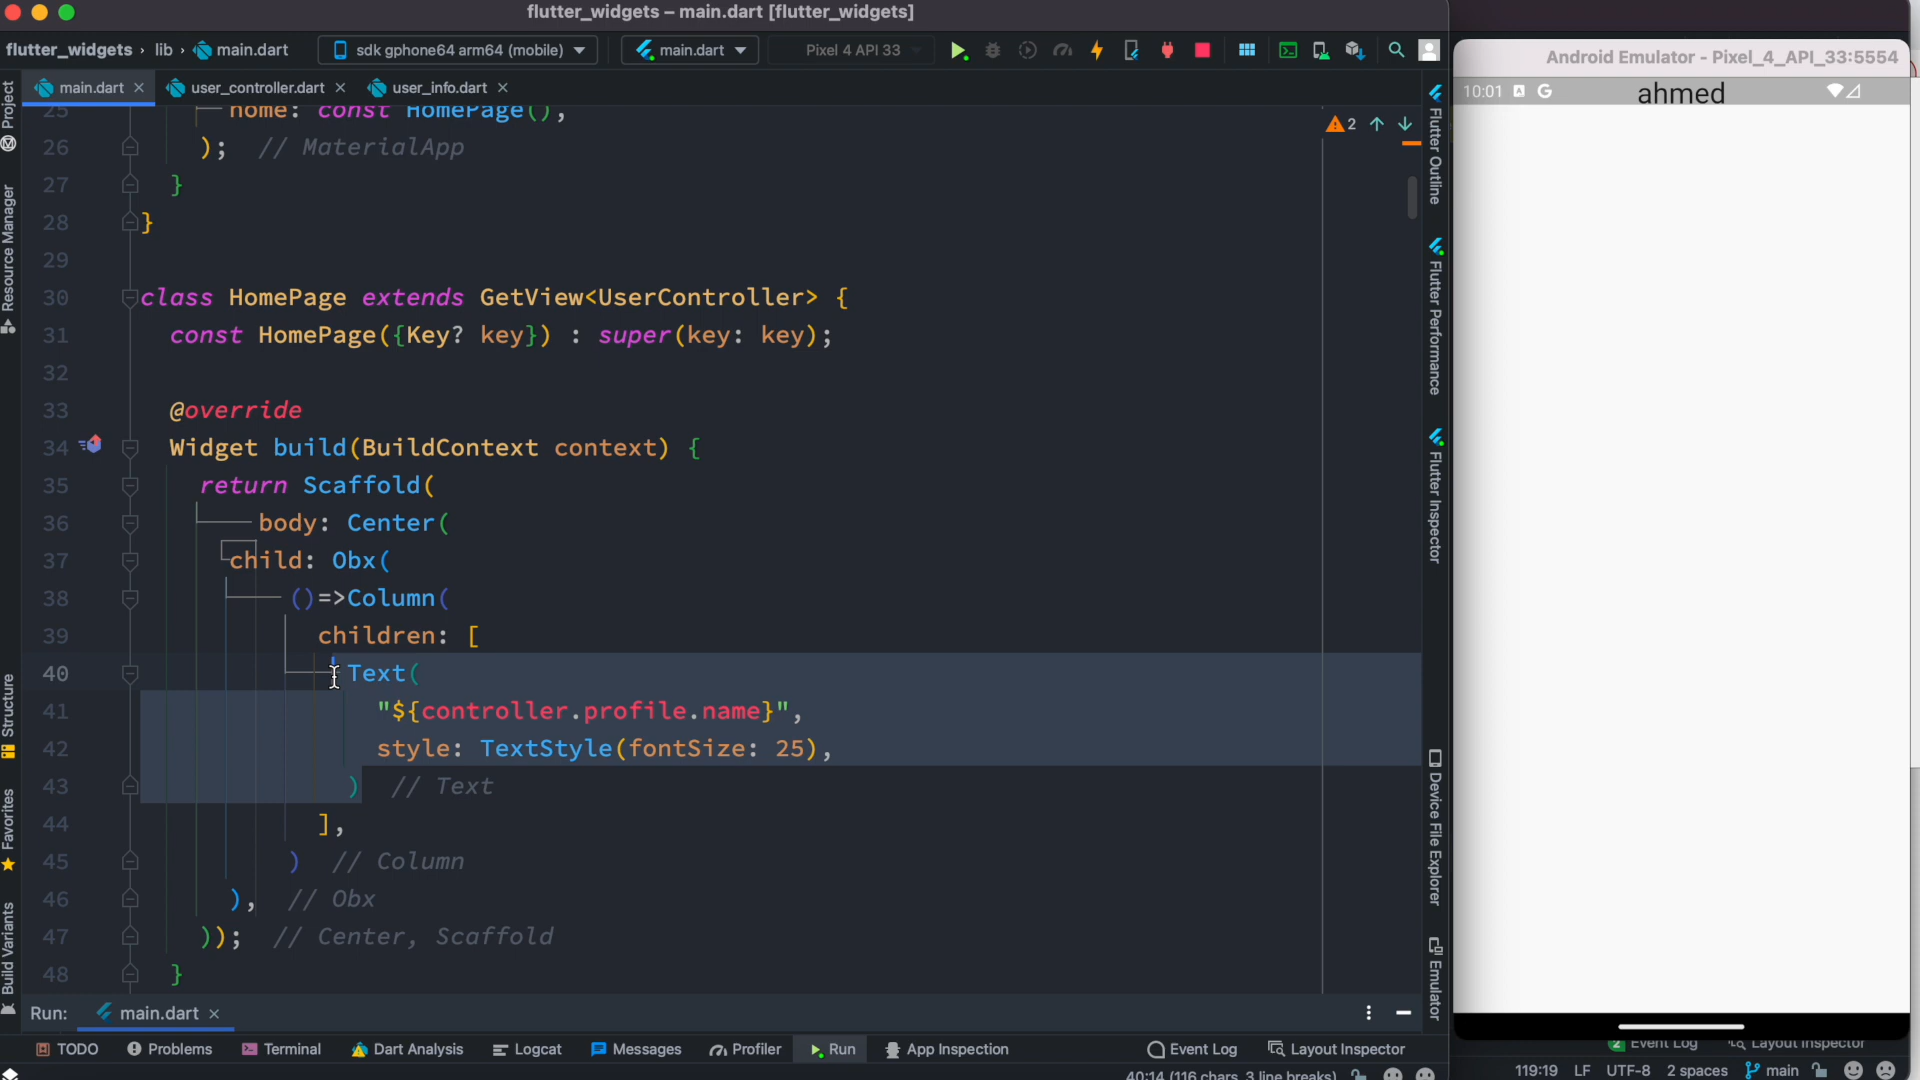 flutter_widgets – main.dart [flutter_widgets]
flutter_widgets › lib › main.dart
sdk gphone64 arm64 (mobile)
main.dart
Pixel 4 API 33
main.dart
user_controller.dart
user_info.dart
2
25 home: const HomePage(),
26 ); // MaterialApp
27 }
28 }
29
30 class HomePage extends GetView<UserController> {
31 const HomePage({Key? key}) : super(key: key);
32
33 @override
34 Widget build(BuildContext context) {
35 return Scaffold(
36 body: Center(
37 child: Obx(
38 ()=>Column(
39 children: [
40 Text(
41 "${controller.profile.name}",
42 style: TextStyle(fontSize: 25),
43 ) // Text
44 ],
45 ) // Column
46 ), // Obx
47 )); // Center, Scaffold
48 }
Project
Resource Manager
Structure
Favorites
Build Variants
Flutter Outline
Flutter Performance
Flutter Inspector
Device File Explorer
Emulator
Run: main.dart
TODO
Problems
Terminal
Dart Analysis
Logcat
Messages
Profiler
Run
App Inspection
Event Log
Layout Inspector
40:14 (116 chars, 3 line breaks)
Android Emulator - Pixel_4_API_33:5554
10:01
ahmed
2 Event Log
Layout Inspector
119:19 LF UTF-8 2 spaces main